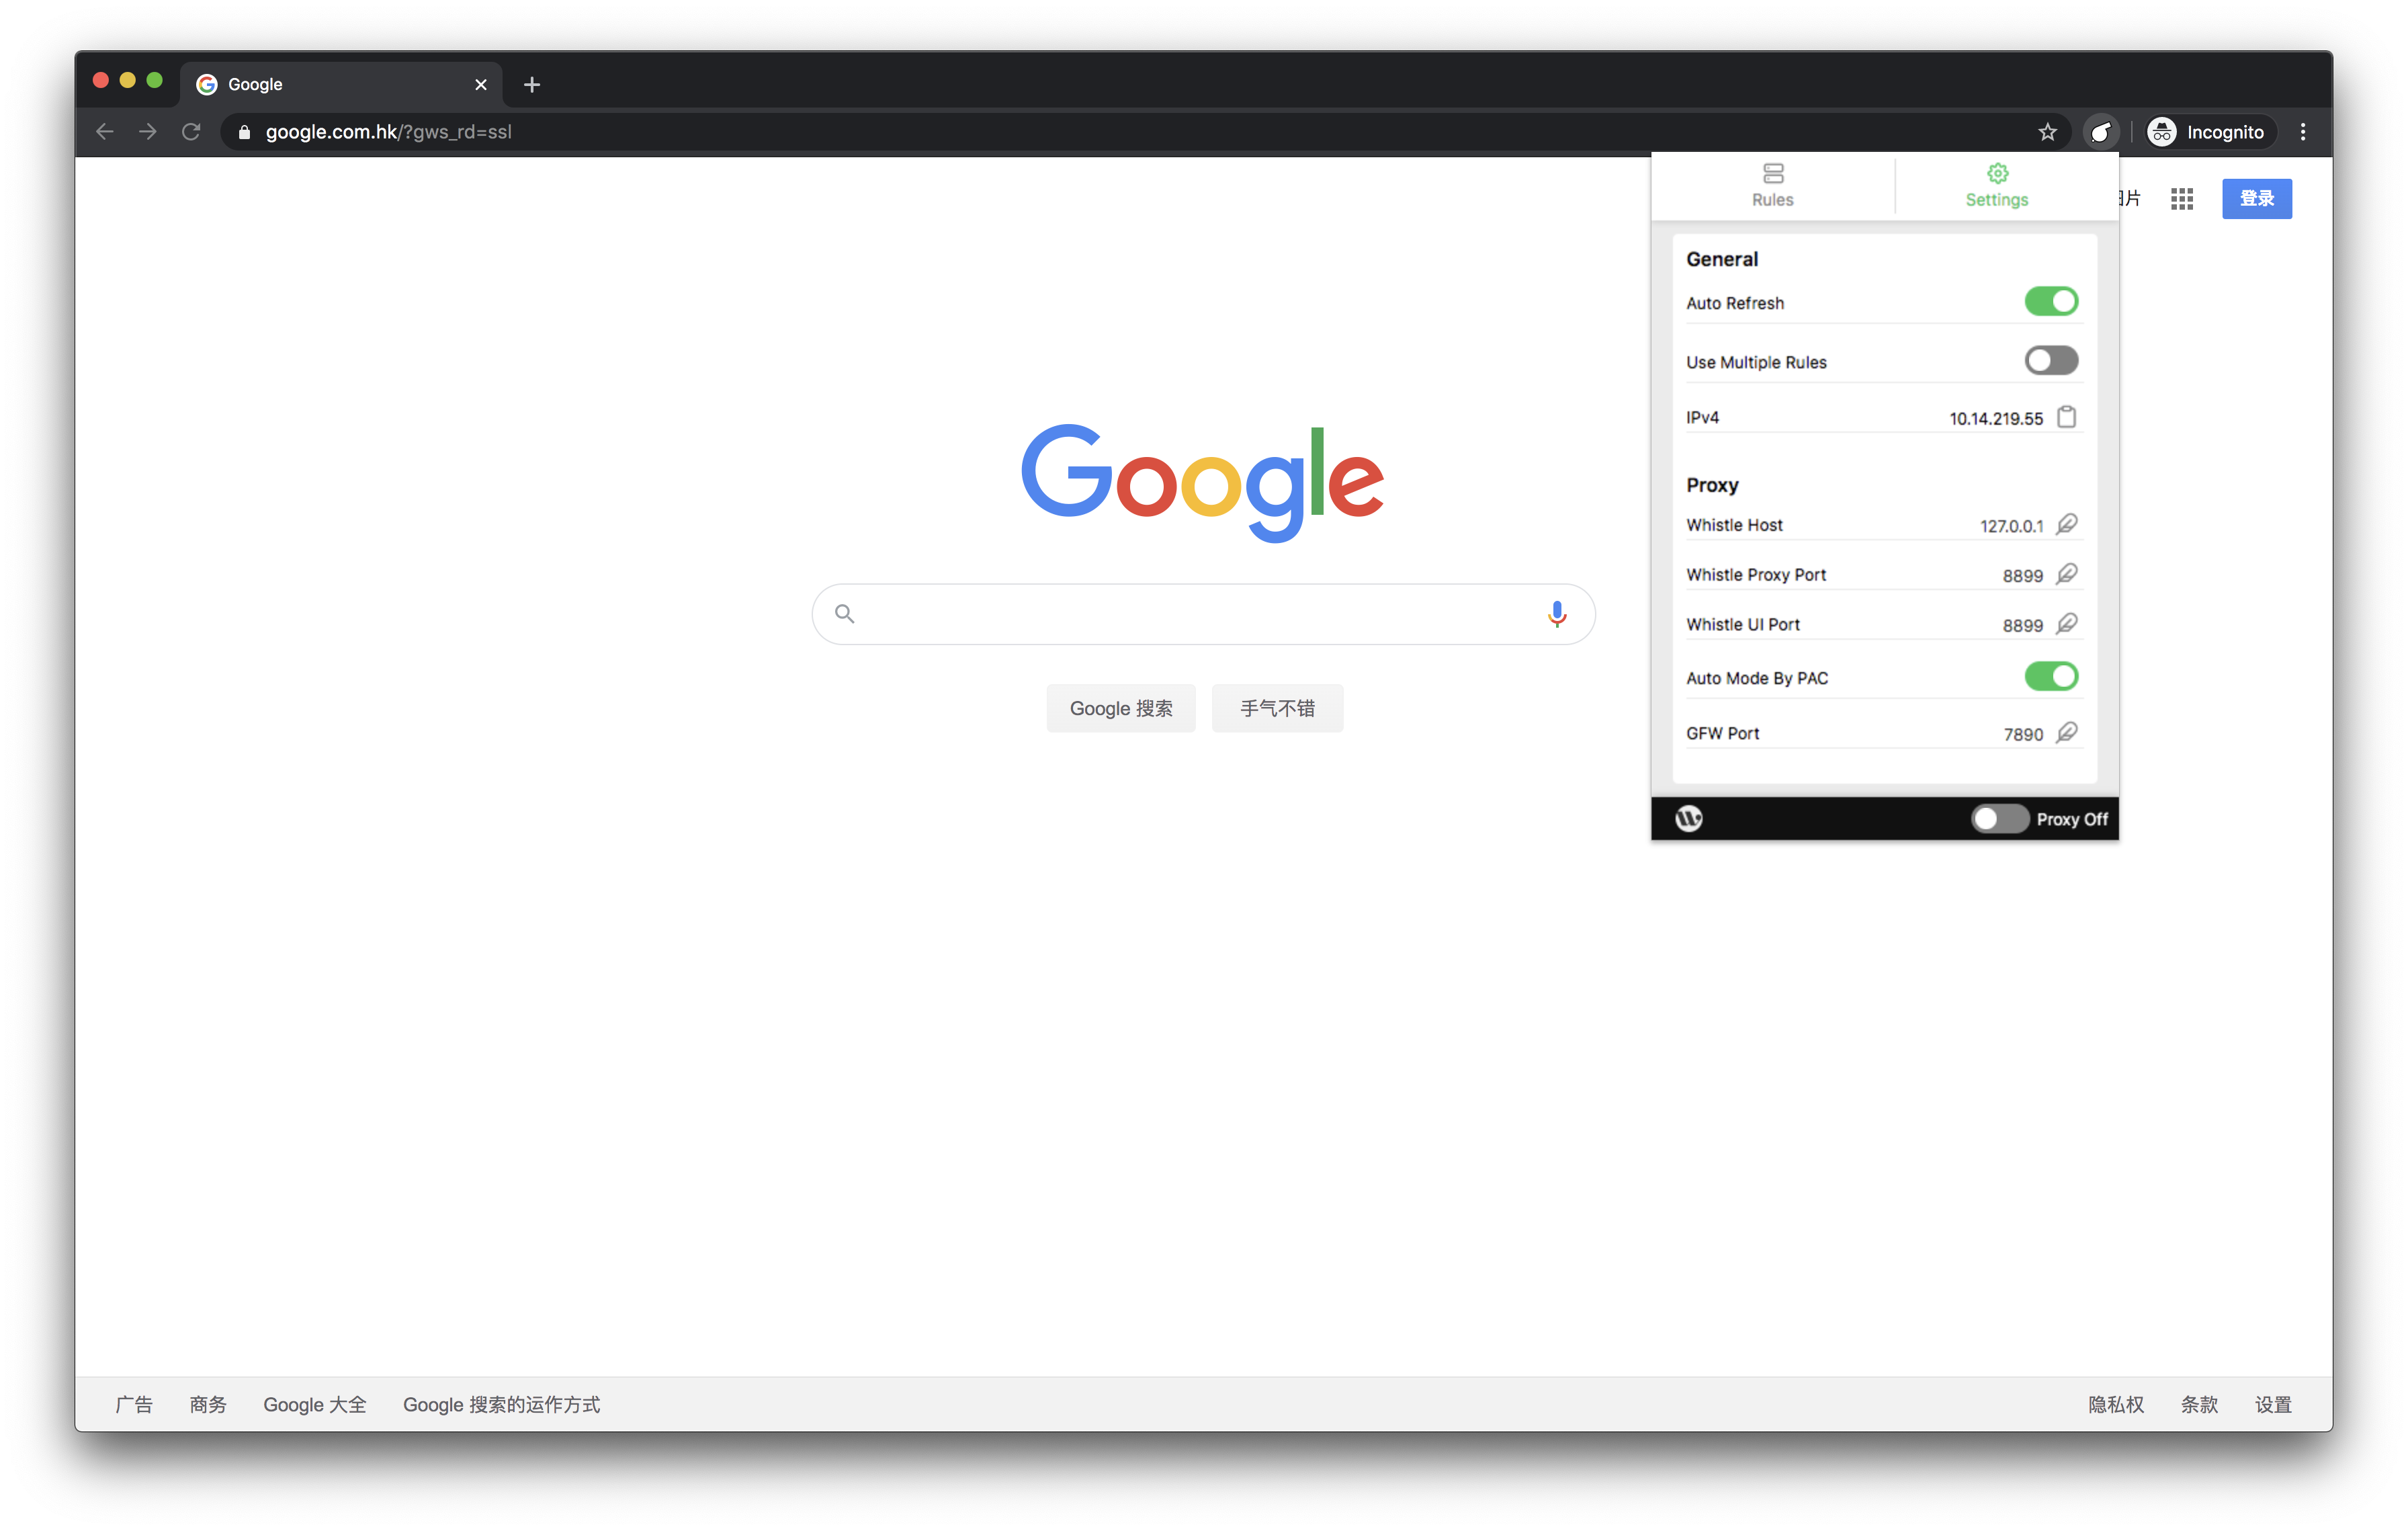 Google
google.com.hk/?gws_rd=ssl
Incognito
Rules
Settings
片
登录
General
Auto Refresh
Use Multiple Rules
IPv4 10.14.219.55
Proxy
Whistle Host 127.0.0.1
Whistle Proxy Port 8899
Whistle UI Port 8899
Auto Mode By PAC
GFW Port 7890
Proxy Off
Google
Google 搜索
手气不错
广告 商务 Google 大全 Google 搜索的运作方式
隐私权 条款 设置